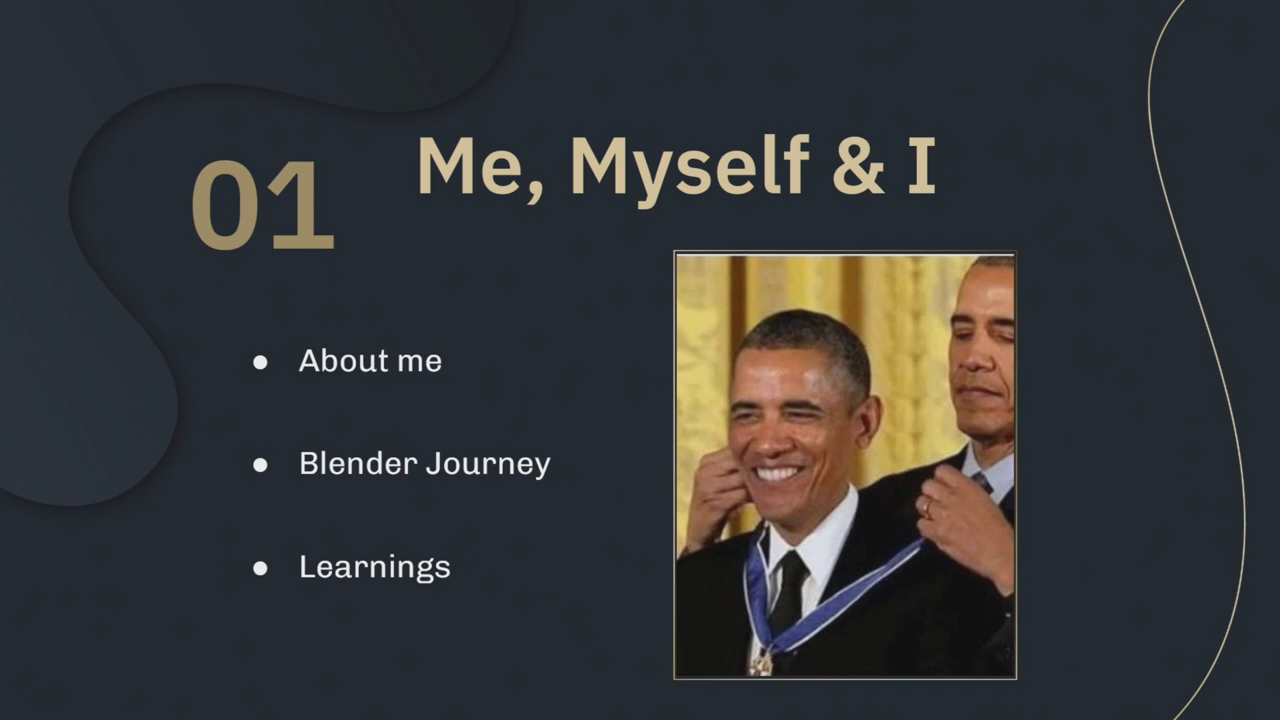 01
Me, Myself & I
● About me
● Blender Journey
● Learnings